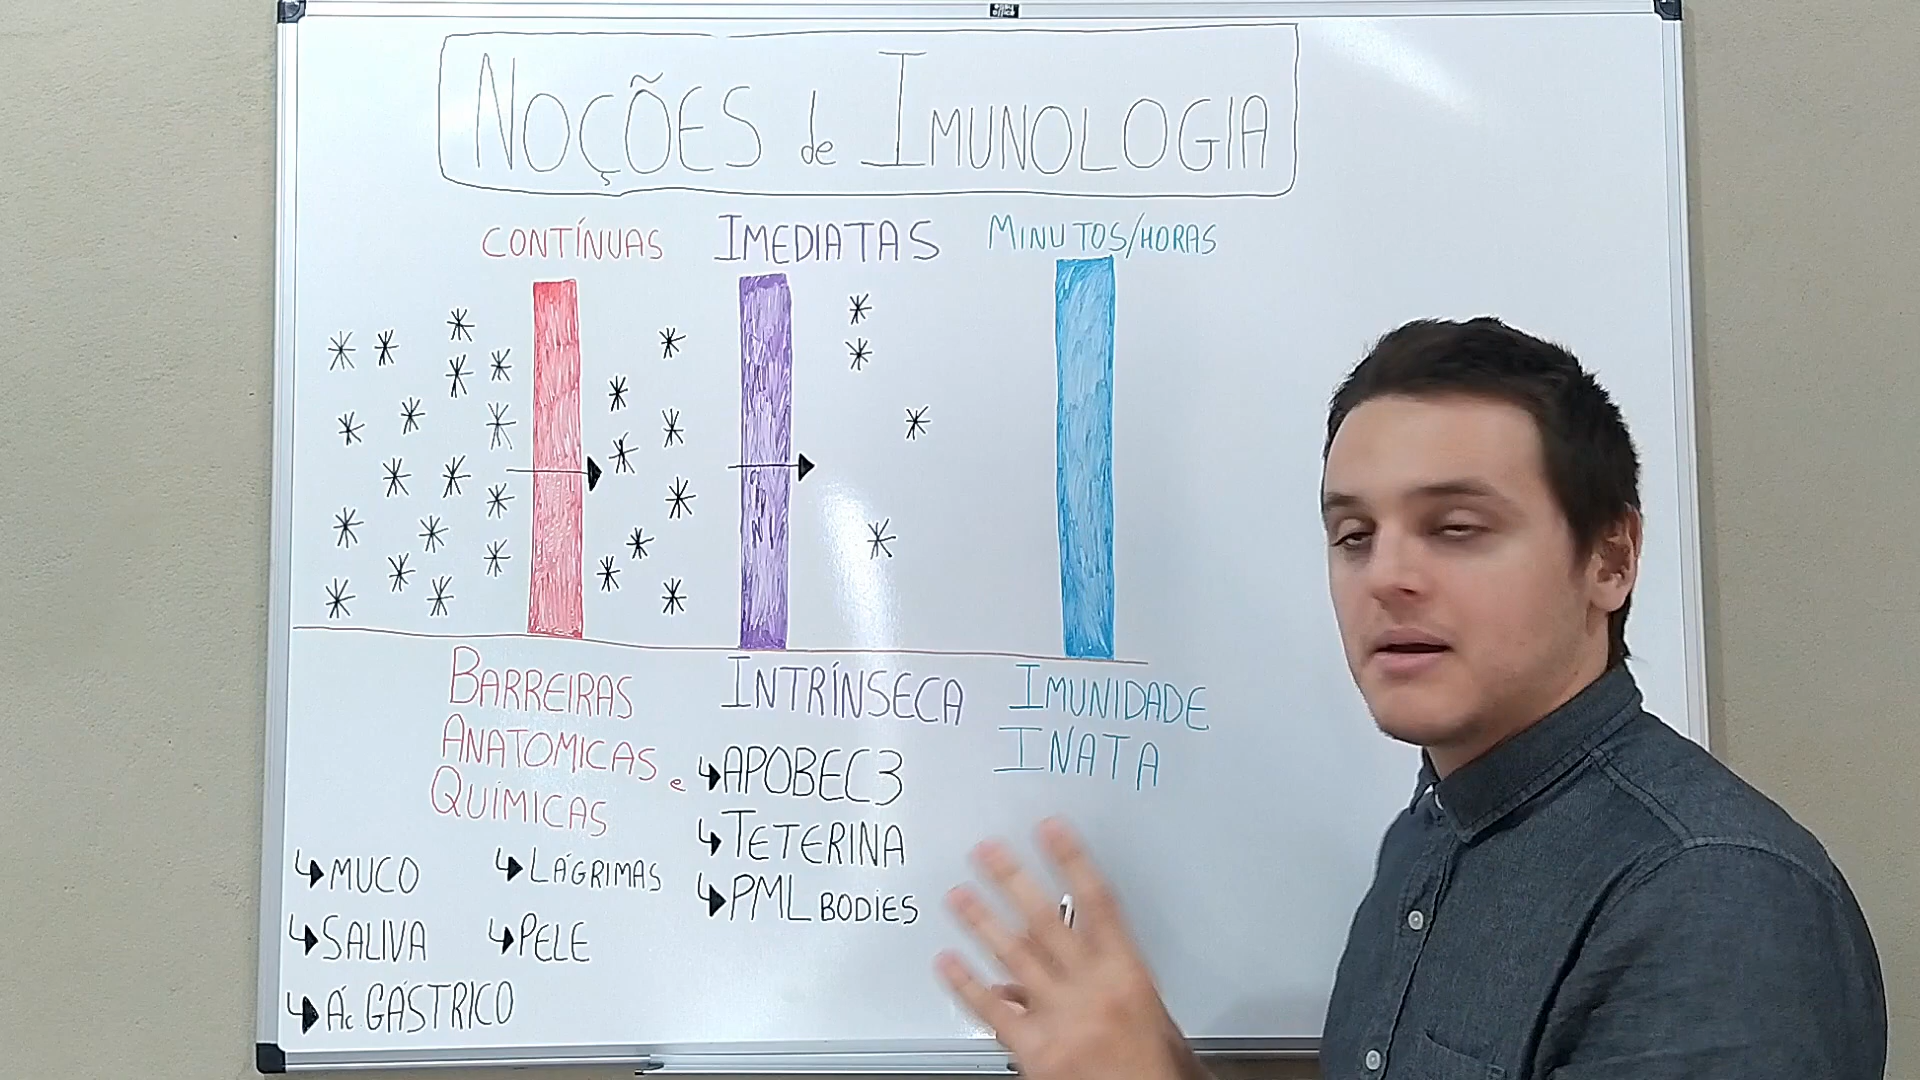 NOÇÕES de IMUNOLOGIA
CONTÍNUAS
IMEDIATAS
MINUTOS/HORAS
BARREIRAS
ANATOMICAS e
QUÍMICAS
↳MUCO
↳LÁGRIMAS
↳SALIVA
↳PELE
↳Ác GÁSTRICO
INTRÍNSECA
↳APOBEC3
↳TETERINA
↳PML BODIES
IMUNIDADE
INATA